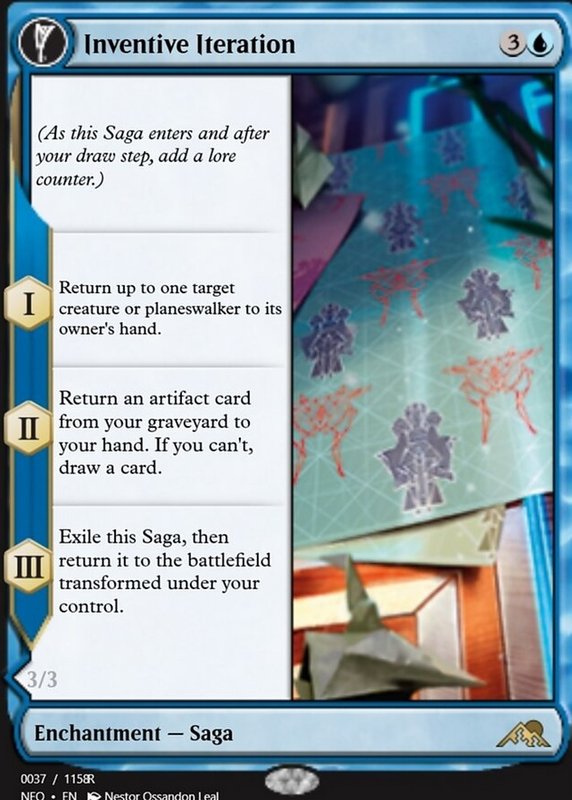 Inventive Iteration
3
(As this Saga enters and after
your draw step, add a lore
counter.)
I
Return up to one target
creature or planeswalker to its
owner's hand.
II
Return an artifact card
from your graveyard to
your hand. If you can't,
draw a card.
III
Exile this Saga, then
return it to the battlefield
transformed under your
control.
3/3
Enchantment — Saga
0037 / 1158R
NEO • EN Nestor Ossandon Leal